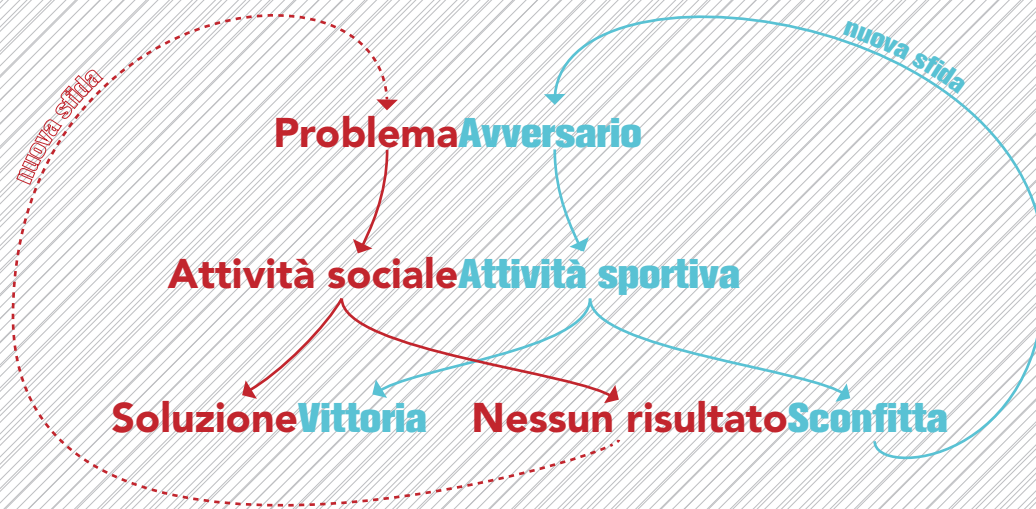 nuova sfida
nuova sfida
ProblemaAvversario
Attività socialeAttività sportiva
SoluzioneVittoria
Nessun risultatoSconfitta